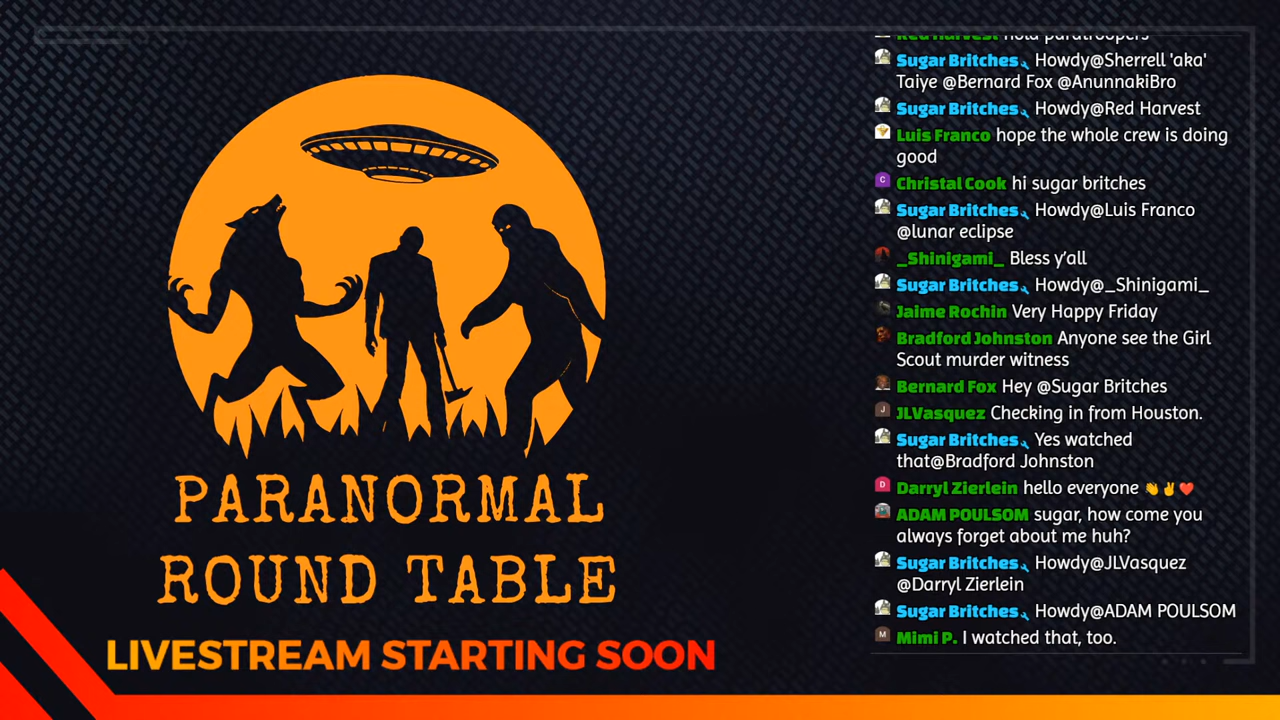 PARANORMAL
ROUND TABLE
LIVESTREAM STARTING SOON
Red Harvest hola paratroopers
Sugar Britches Howdy@Sherrell 'aka'
Taiye @Bernard Fox @AnunnakiBro
Sugar Britches Howdy@Red Harvest
Luis Franco hope the whole crew is doing
good
C Christal Cook hi sugar britches
Sugar Britches Howdy@Luis Franco
@lunar eclipse
_Shinigami_ Bless y'all
Sugar Britches Howdy@_Shinigami_
Jaime Rochin Very Happy Friday
Bradford Johnston Anyone see the Girl
Scout murder witness
Bernard Fox Hey @Sugar Britches
J JLVasquez Checking in from Houston.
Sugar Britches Yes watched
that@Bradford Johnston
D Darryl Zierlein hello everyone 👋✌️❤️
ADAM POULSOM sugar, how come you
always forget about me huh?
Sugar Britches Howdy@JLVasquez
@Darryl Zierlein
Sugar Britches Howdy@ADAM POULSOM
M Mimi P. I watched that, too.